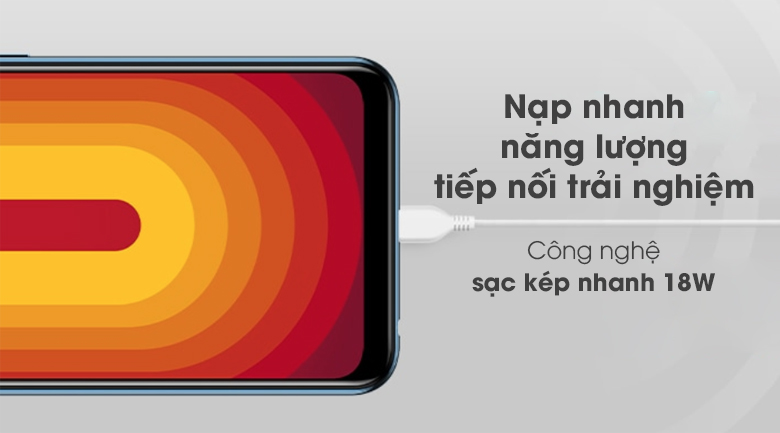 Nạp nhanh
năng lượng
tiếp nối trải nghiệm
Công nghệ
sạc kép nhanh 18W